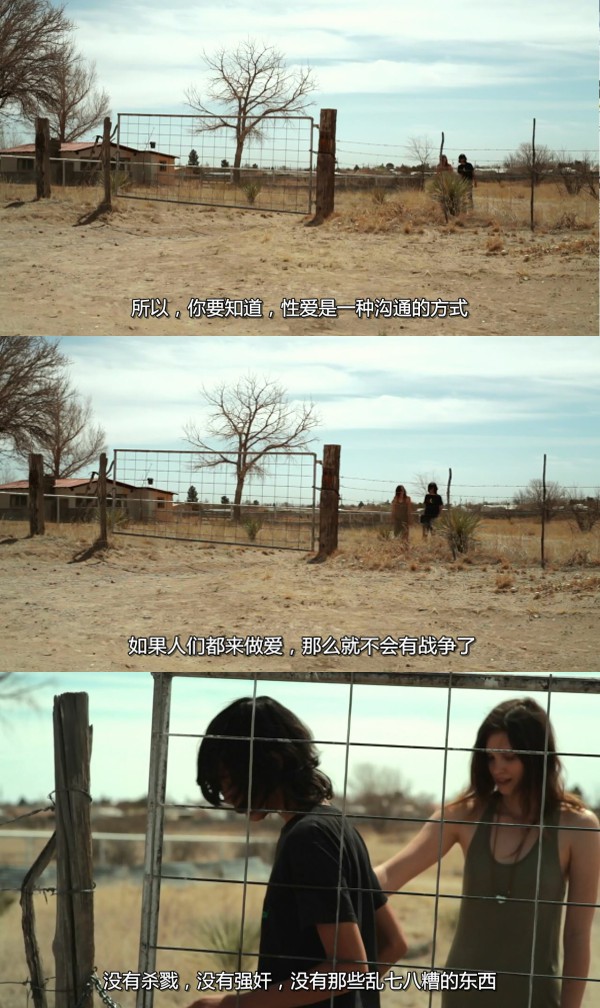 所以，你要知道，性爱是一种沟通的方式
如果人们都来做爱，那么就不会有战争了
没有杀戮，没有强奸，没有那些乱七八糟的东西